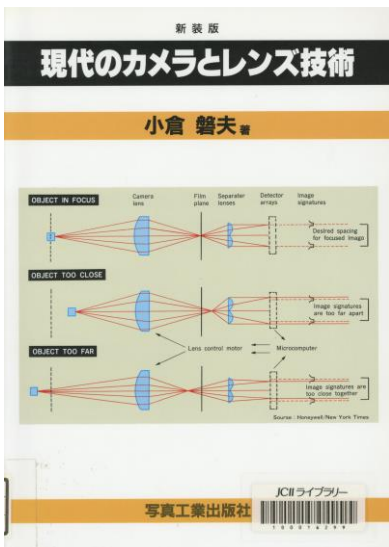 新装版
現代のカメラとレンズ技術
小倉 磐夫 著
OBJECT IN FOCUS
Camera lens
Film plane
Separater lenses
Detector arrays
Image signatures
Desired spacing for focused imago
OBJECT TOO CLOSE
Image signatures are too far apart
OBJECT TOO FAR
Lens control motor
Microcomputer
Image signatures are too close together
Source : Honeywell/New York Times
写真工業出版社
JCII ライブラリー
100076299